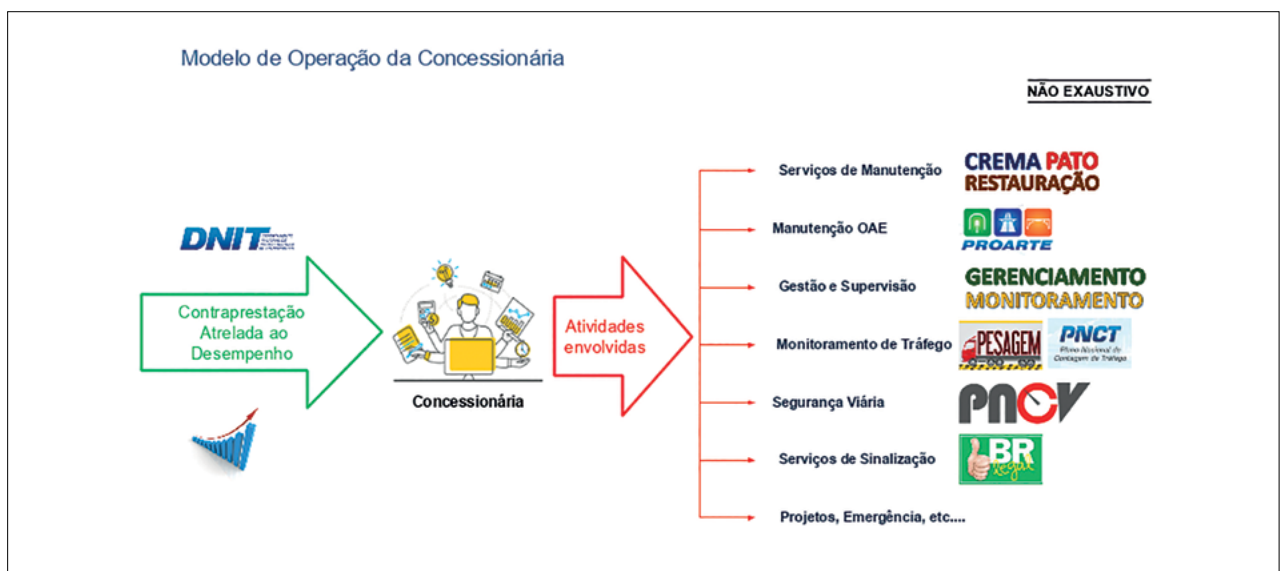 Modelo de Operação da Concessionária
NÃO EXAUSTIVO
DNIT
Contraprestação
Atrelada ao
Desempenho
Concessionária
Atividades
envolvidas
Serviços de Manutenção
CREMA PATO
RESTAURAÇÃO
Manutenção OAE
PROARTE
Gestão e Supervisão
GERENCIAMENTO
MONITORAMENTO
Monitoramento de Tráfego
PESAGEM
PNCT
Plano Nacional de
Contagem de Tráfego
Segurança Viária
PNCV
Serviços de Sinalização
BR
Legal
Projetos, Emergência, etc....